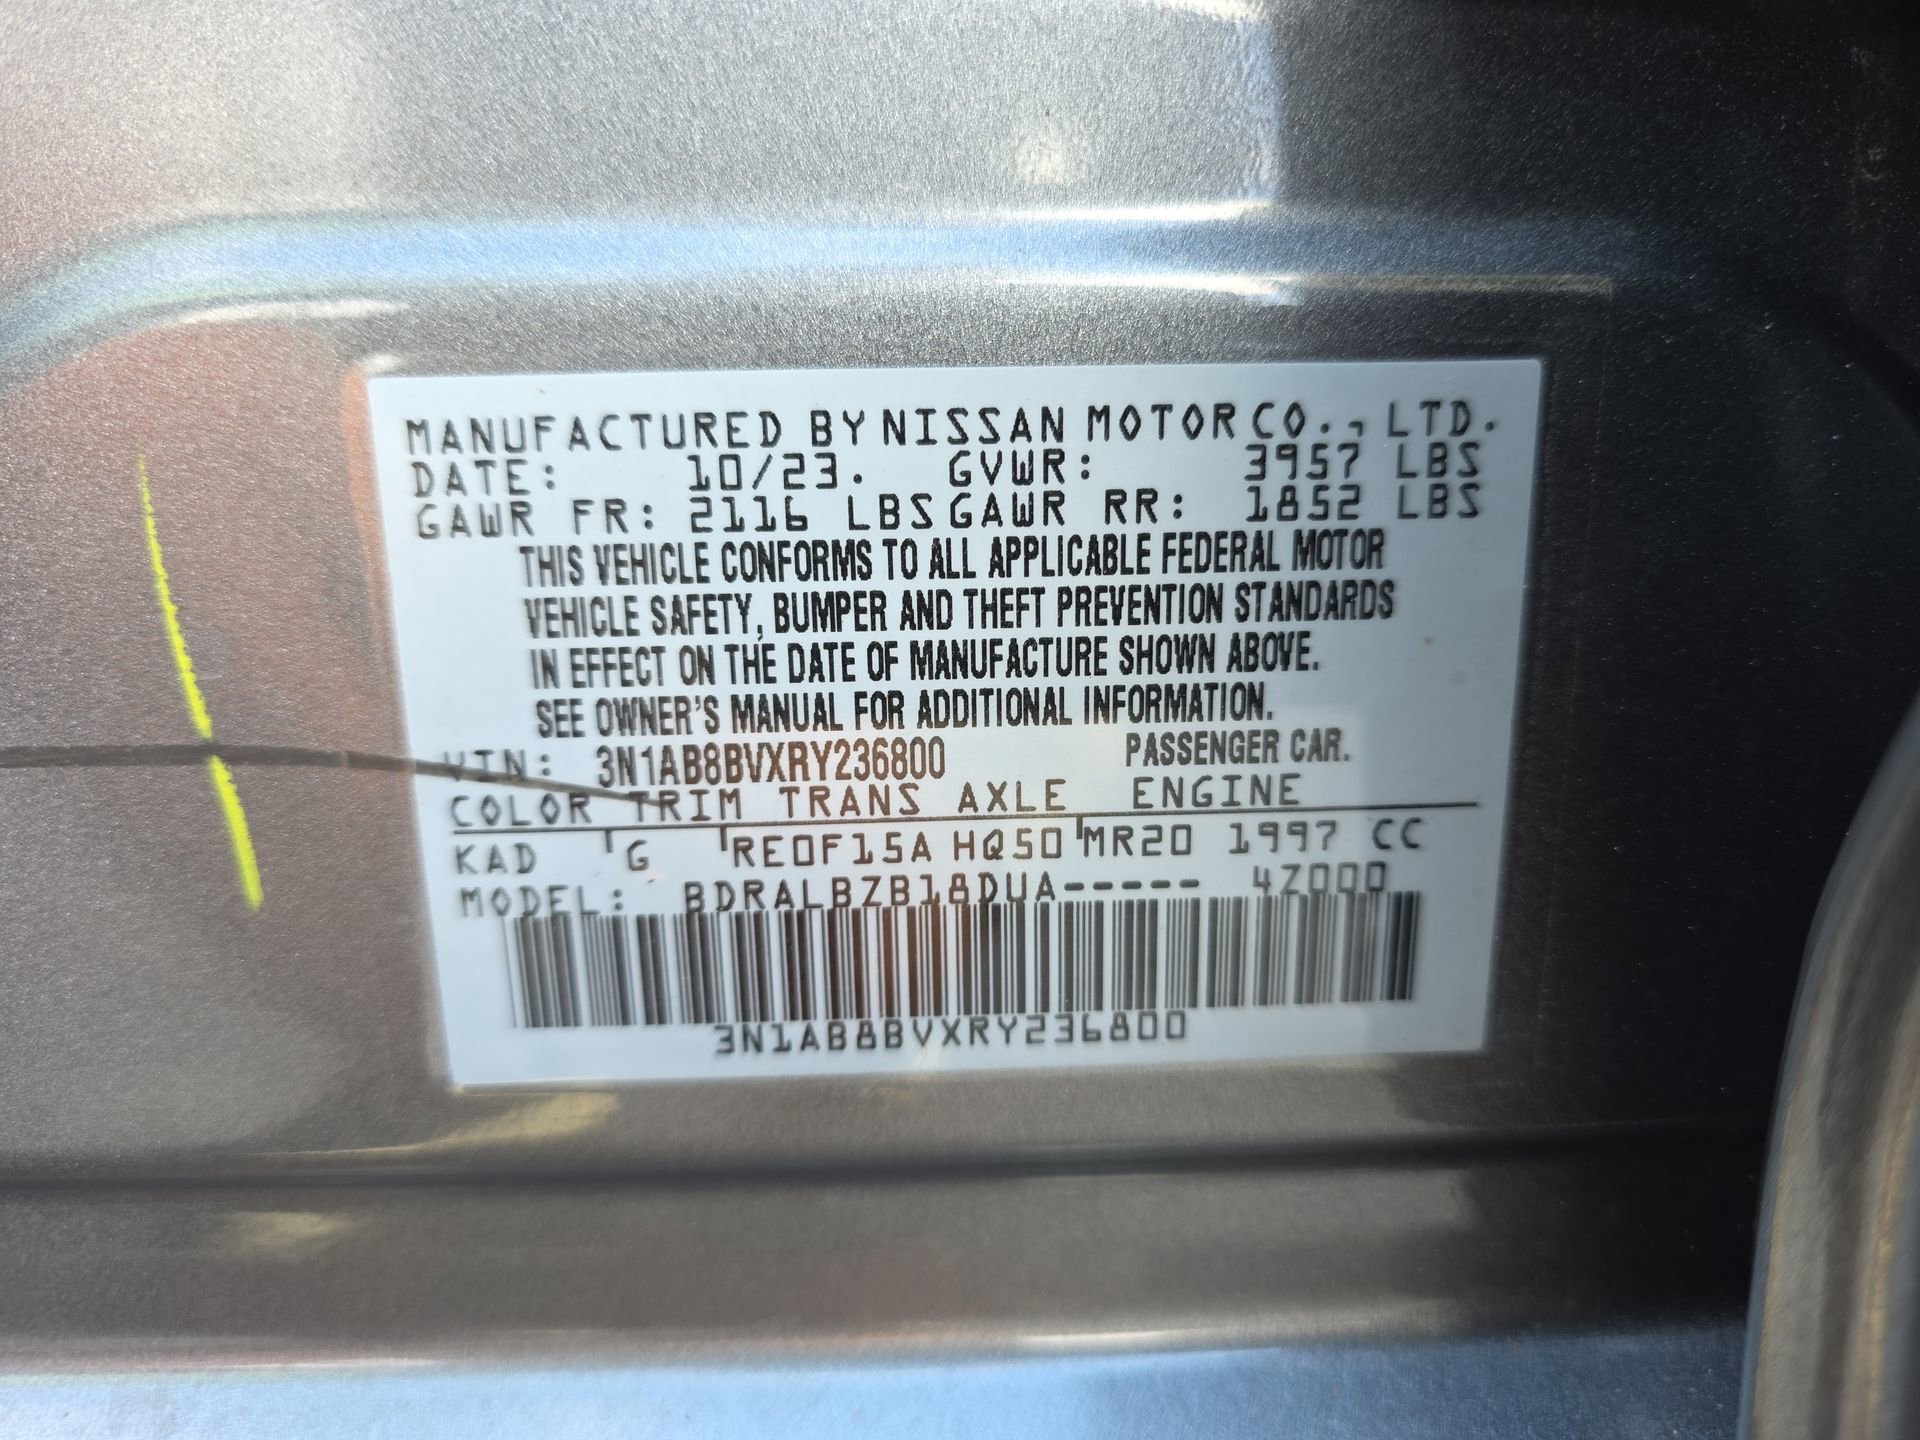 MANUFACTURED BY NISSAN MOTOR CO., LTD.
DATE: 10/23. GVWR: 3957 LBS
GAWR FR: 2116 LBS GAWR RR: 1852 LBS
THIS VEHICLE CONFORMS TO ALL APPLICABLE FEDERAL MOTOR
VEHICLE SAFETY, BUMPER AND THEFT PREVENTION STANDARDS
IN EFFECT ON THE DATE OF MANUFACTURE SHOWN ABOVE.
SEE OWNER'S MANUAL FOR ADDITIONAL INFORMATION.
VIN: 3N1AB8BVXRY236800 PASSENGER CAR.
COLOR TRIM TRANS AXLE ENGINE
KAD G RE0F15A HQ50 MR20 1997 CC
MODEL: BDRALBZB18DUA----- 4Z000
3N1AB8BVXRY236800